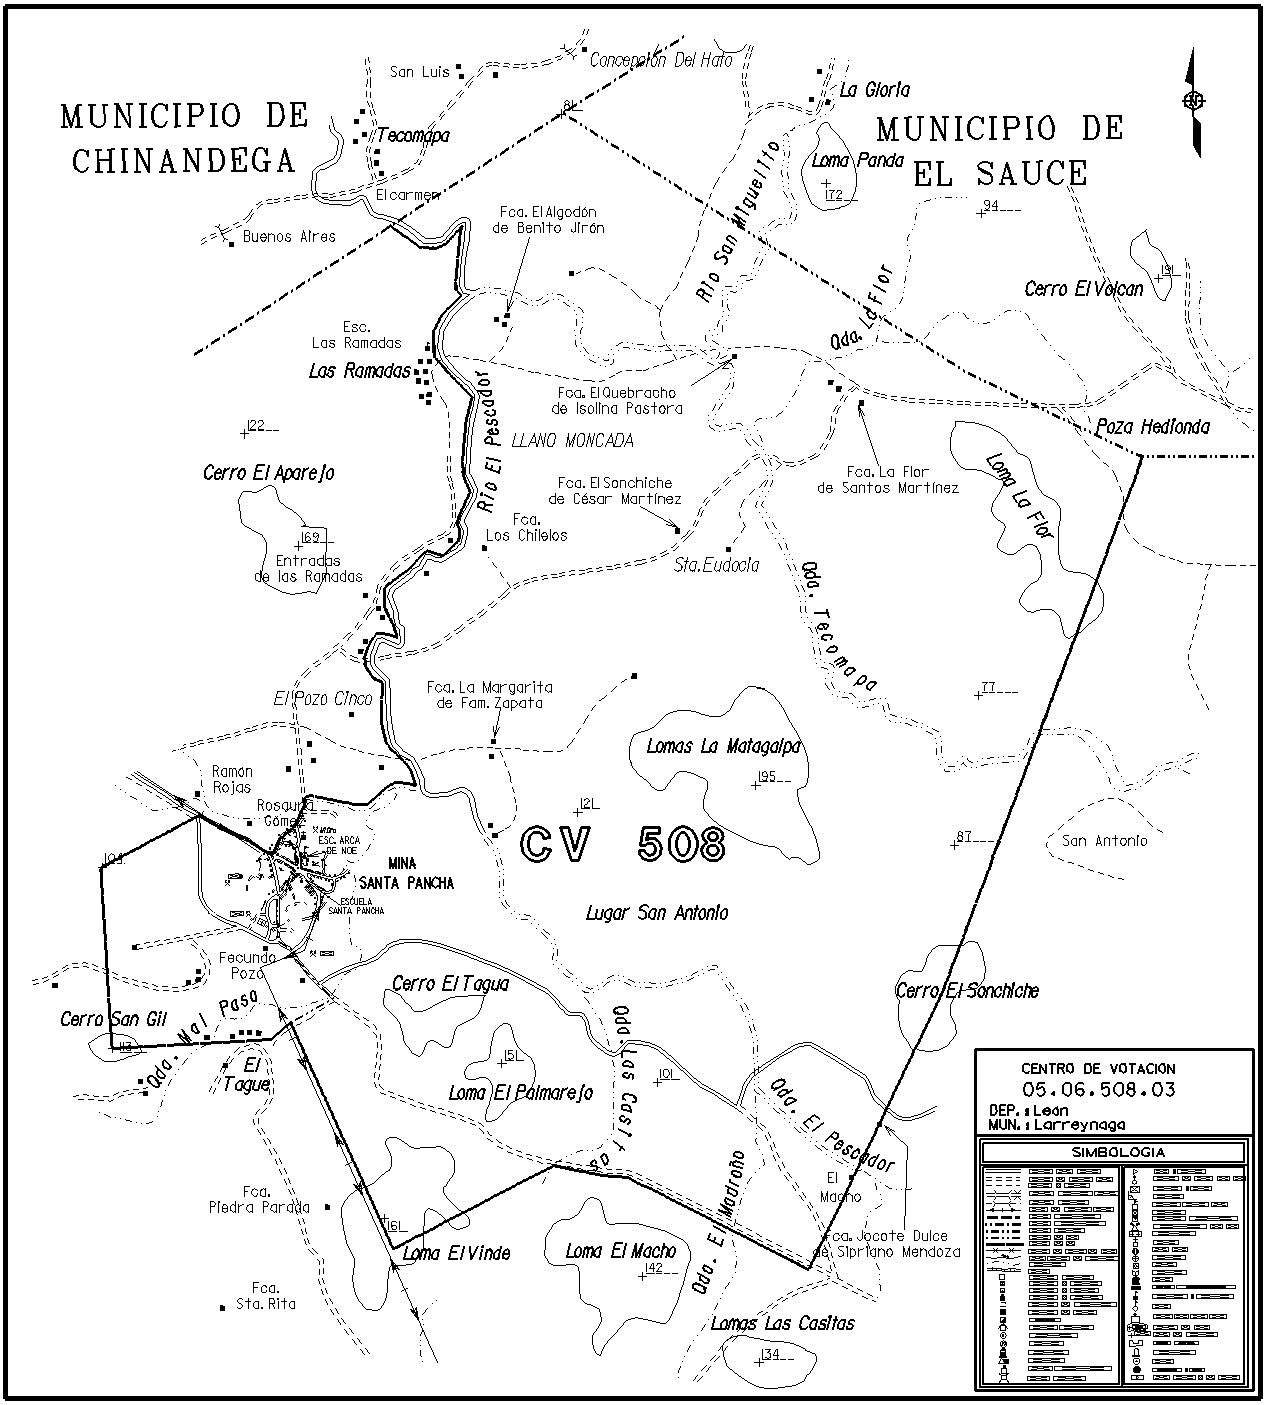 Concepción Del Hato
San Luis
La Gloria
81
MUNICIPIO DE
CHINANDEGA
Tecomapa
MUNICIPIO DE
EL SAUCE
Loma Panda
172
El carmen
94
Fca. El Algodón
de Benito Jirón
Buenos Aires
Río San Miguelito
191
Cerro El Volcan
Qda. La Flor
Esc.
Las Ramadas
Las Ramadas
Río El Pescador
Fca. El Quebracho
de Isolina Pastora
122
LLANO MONCADA
Poza Hedionda
Cerro El Aparejo
Fca. La Flor
de Santos Martínez
Loma La Flor
Fca. El Sonchiche
de César Martínez
Fca.
Los Chilelos
169
Entradas
de las Ramadas
Sta. Eudocia
Qda. Tecomapa
El Pozo Cinco
Fca. La Margarita
de Fam. Zapata
77
Lomas La Matagalpa
195
Ramón
Rojas
Rosaura
Gómez
121
CV 508
87
San Antonio
ESC. ARCA
DE NOE
104
MINA
SANTA PANCHA
ESCUELA
SANTA PANCHA
Lugar San Antonio
Fecundo
Pozo
Cerro El Tagua
Cerro El Sonchiche
Qda. Mal Paso
Cerro San Gil
113
Qda. Las Casitas
El
Tague
151
101
Loma El Palmarejo
Qda. El Pescador
CENTRO DE VOTACION
05.06.508.03
DEP. : León
MUN. : Larreynaga
SIMBOLOGIA
El
Macho
Fca.
Piedra Parada
161
Loma El Vinde
Loma El Macho
142
Qda. El Madroño
Fca. Jocote Dulce
de Sipriano Mendoza
Fca.
Sta. Rita
Lomas Las Casitas
134